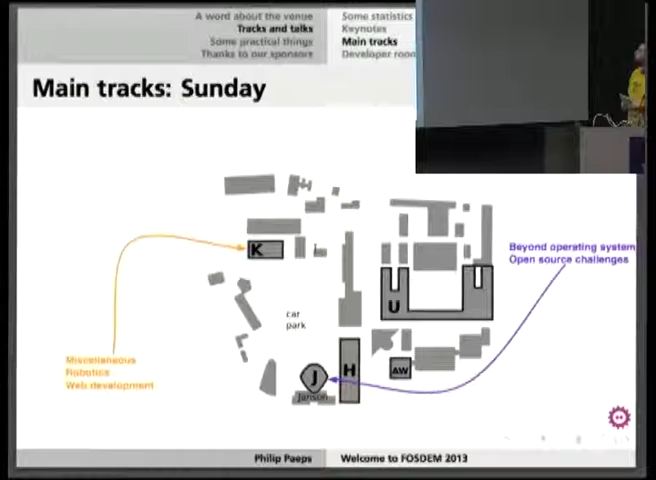 A word about the venue
Tracks and talks
Some practical things
Thanks to our sponsors
Some statistics
Keynotes
Main tracks
Developer
Main tracks: Sunday
K
i
car
park
U
Beyond operating system
Open source challenges
Miscellaneous
Robotics
Web development
J
Janson
H
AW
Philip Paeps
Welcome to FOSDEM 2013